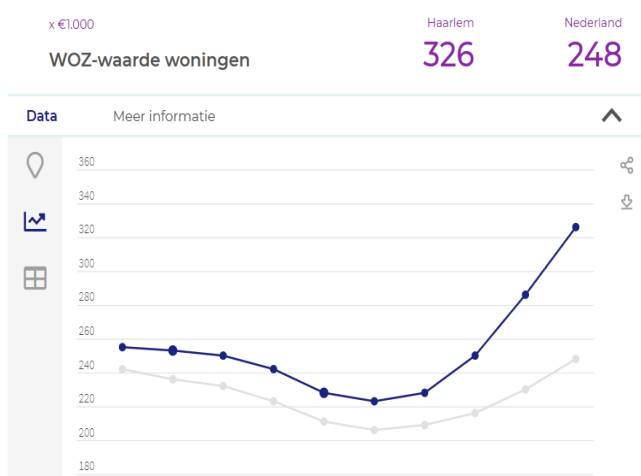 x €1.000
Haarlem
Nederland
WOZ-waarde woningen
326
248
Data
Meer informatie
360
340
320
300
280
260
240
220
200
180